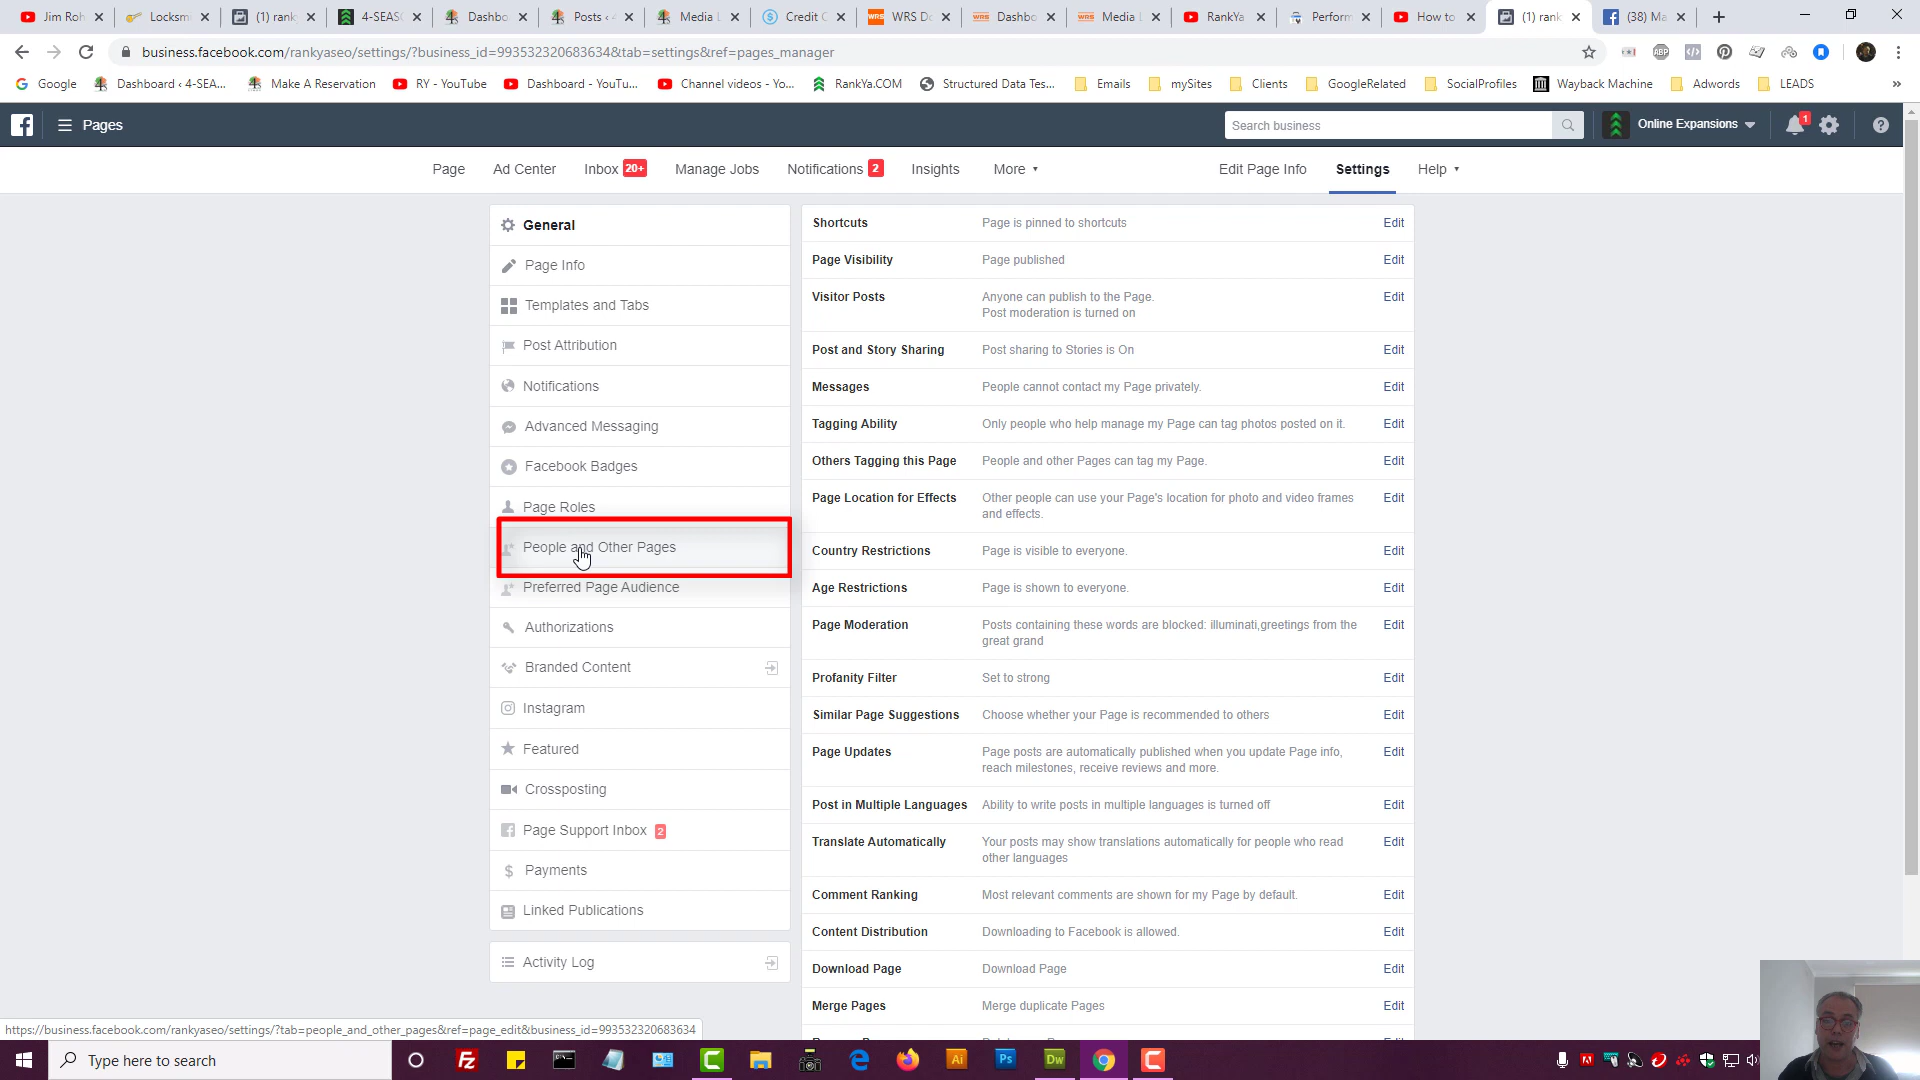 Jim Roh
Locksm
(1) rank
4-SEASO
Dashbo
Posts ‹ 4
Media L
Credit C
WRS Do
Dashbo
Media L
RankYa
Perform
How to
(1) rank
(38) Ma
business.facebook.com/rankyaseo/settings/?business_id=993532320683634&tab=settings&ref=pages_manager
Google
Dashboard ‹ 4-SEA...
Make A Reservation
RY - YouTube
Dashboard - YouTu...
Channel videos - Yo...
RankYa.COM
Structured Data Tes...
Emails
mySites
Clients
GoogleRelated
SocialProfiles
Wayback Machine
Adwords
LEADS
»
Pages
Search business
Online Expansions
1
Page
Ad Center
Inbox 20+
Manage Jobs
Notifications 2
Insights
More
Edit Page Info
Settings
Help
General
Page Info
Templates and Tabs
Post Attribution
Notifications
Advanced Messaging
Facebook Badges
Page Roles
People and Other Pages
Preferred Page Audience
Authorizations
Branded Content
Instagram
Featured
Crossposting
Page Support Inbox 2
Payments
Linked Publications
Activity Log
Shortcuts Page is pinned to shortcuts Edit
Page Visibility Page published Edit
Visitor Posts Anyone can publish to the Page. Edit
Post moderation is turned on
Post and Story Sharing Post sharing to Stories is On Edit
Messages People cannot contact my Page privately. Edit
Tagging Ability Only people who help manage my Page can tag photos posted on it. Edit
Others Tagging this Page People and other Pages can tag my Page. Edit
Page Location for Effects Other people can use your Page's location for photo and video frames Edit
and effects.
Country Restrictions Page is visible to everyone. Edit
Age Restrictions Page is shown to everyone. Edit
Page Moderation Posts containing these words are blocked: illuminati,greetings from the Edit
great grand
Profanity Filter Set to strong Edit
Similar Page Suggestions Choose whether your Page is recommended to others Edit
Page Updates Page posts are automatically published when you update Page info, Edit
reach milestones, receive reviews and more.
Post in Multiple Languages Ability to write posts in multiple languages is turned off Edit
Translate Automatically Your posts may show translations automatically for people who read Edit
other languages
Comment Ranking Most relevant comments are shown for my Page by default. Edit
Content Distribution Downloading to Facebook is allowed. Edit
Download Page Download Page Edit
Merge Pages Merge duplicate Pages Edit
https://business.facebook.com/rankyaseo/settings/?tab=people_and_other_pages&ref=page_edit&business_id=993532320683634
Type here to search
Fz
Ai
Ps
Dw